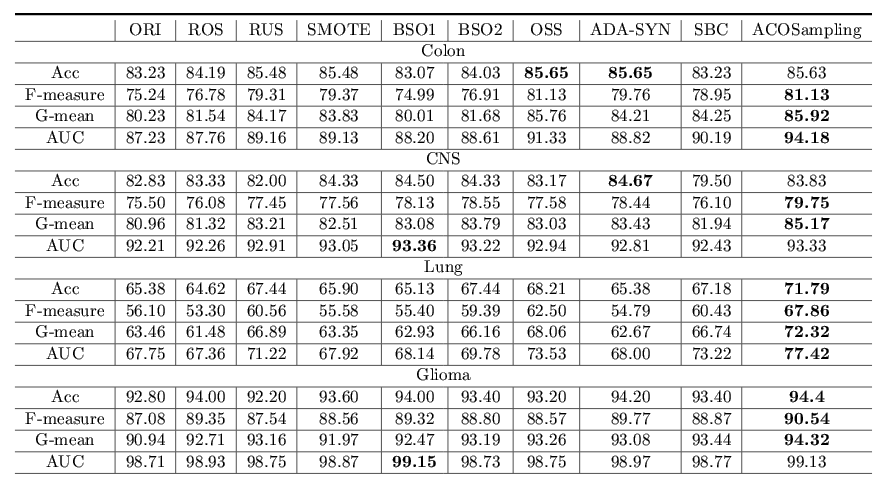 ORI ROS RUS SMOTE BSO1 BSO2 OSS ADA-SYN SBC ACOSampling
Colon
Acc 83.23 84.19 85.48 85.48 83.07 84.03 85.65 85.65 83.23 85.63
F-measure 75.24 76.78 79.31 79.37 74.99 76.91 81.13 79.76 78.95 81.13
G-mean 80.23 81.54 84.17 83.83 80.01 81.68 85.76 84.21 84.25 85.92
AUC 87.23 87.76 89.16 89.13 88.20 88.61 91.33 88.82 90.19 94.18
CNS
Acc 82.83 83.33 82.00 84.33 84.50 84.33 83.17 84.67 79.50 83.83
F-measure 75.50 76.08 77.45 77.56 78.13 78.55 77.58 78.44 76.10 79.75
G-mean 80.96 81.32 83.21 82.51 83.08 83.79 83.03 83.43 81.94 85.17
AUC 92.21 92.26 92.91 93.05 93.36 93.22 92.94 92.81 92.43 93.33
Lung
Acc 65.38 64.62 67.44 65.90 65.13 67.44 68.21 65.38 67.18 71.79
F-measure 56.10 53.30 60.56 55.58 55.40 59.39 62.50 54.79 60.43 67.86
G-mean 63.46 61.48 66.89 63.35 62.93 66.16 68.06 62.67 66.74 72.32
AUC 67.75 67.36 71.22 67.92 68.14 69.78 73.53 68.00 73.22 77.42
Glioma
Acc 92.80 94.00 92.20 93.60 94.00 93.40 93.20 94.20 93.40 94.4
F-measure 87.08 89.35 87.54 88.56 89.32 88.80 88.57 89.77 88.87 90.54
G-mean 90.94 92.71 93.16 91.97 92.47 93.19 93.26 93.08 93.44 94.32
AUC 98.71 98.93 98.75 98.87 99.15 98.73 98.75 98.97 98.77 99.13